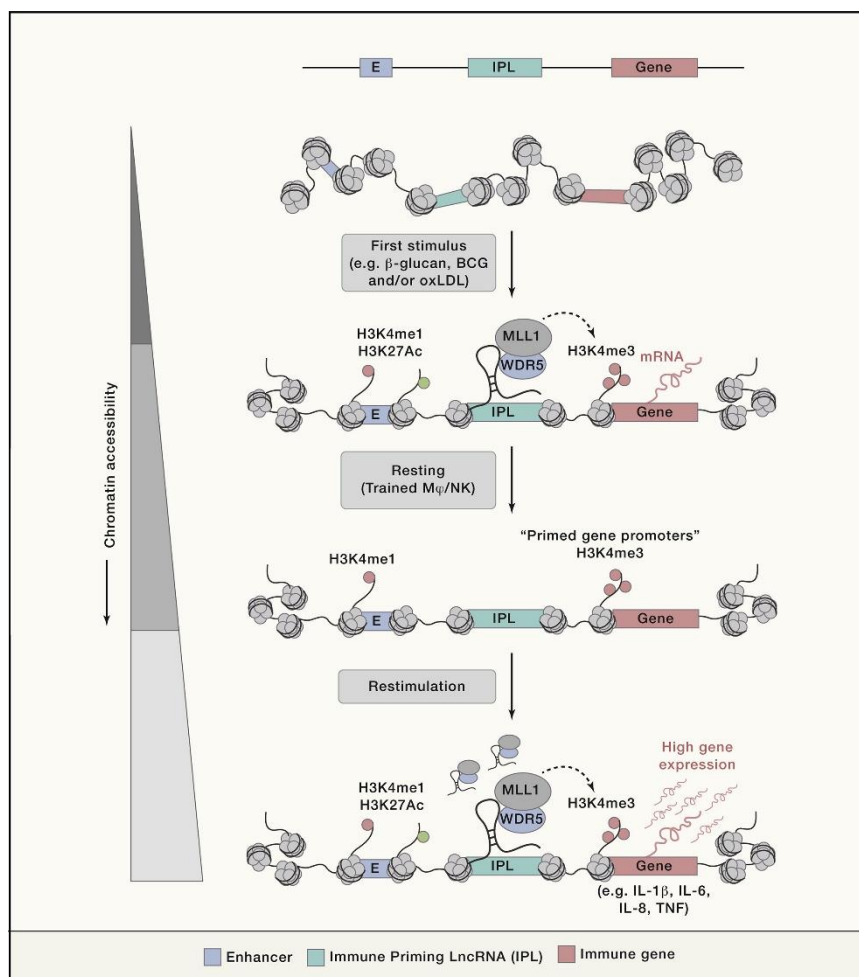 E
IPL
Gene
First stimulus
(e.g. β-glucan, BCG
and/or oxLDL)
H3K4me1
H3K27Ac
MLL1
WDR5
H3K4me3
mRNA
E
IPL
Gene
Chromatin accessibility
Resting
(Trained Mφ/NK)
"Primed gene promoters"
H3K4me3
H3K4me1
E
IPL
Gene
Restimulation
High gene
expression
H3K4me1
H3K27Ac
MLL1
WDR5
H3K4me3
E
IPL
Gene
(e.g. IL-1β, IL-6,
IL-8, TNF)
Enhancer
Immune Priming LncRNA (IPL)
Immune gene